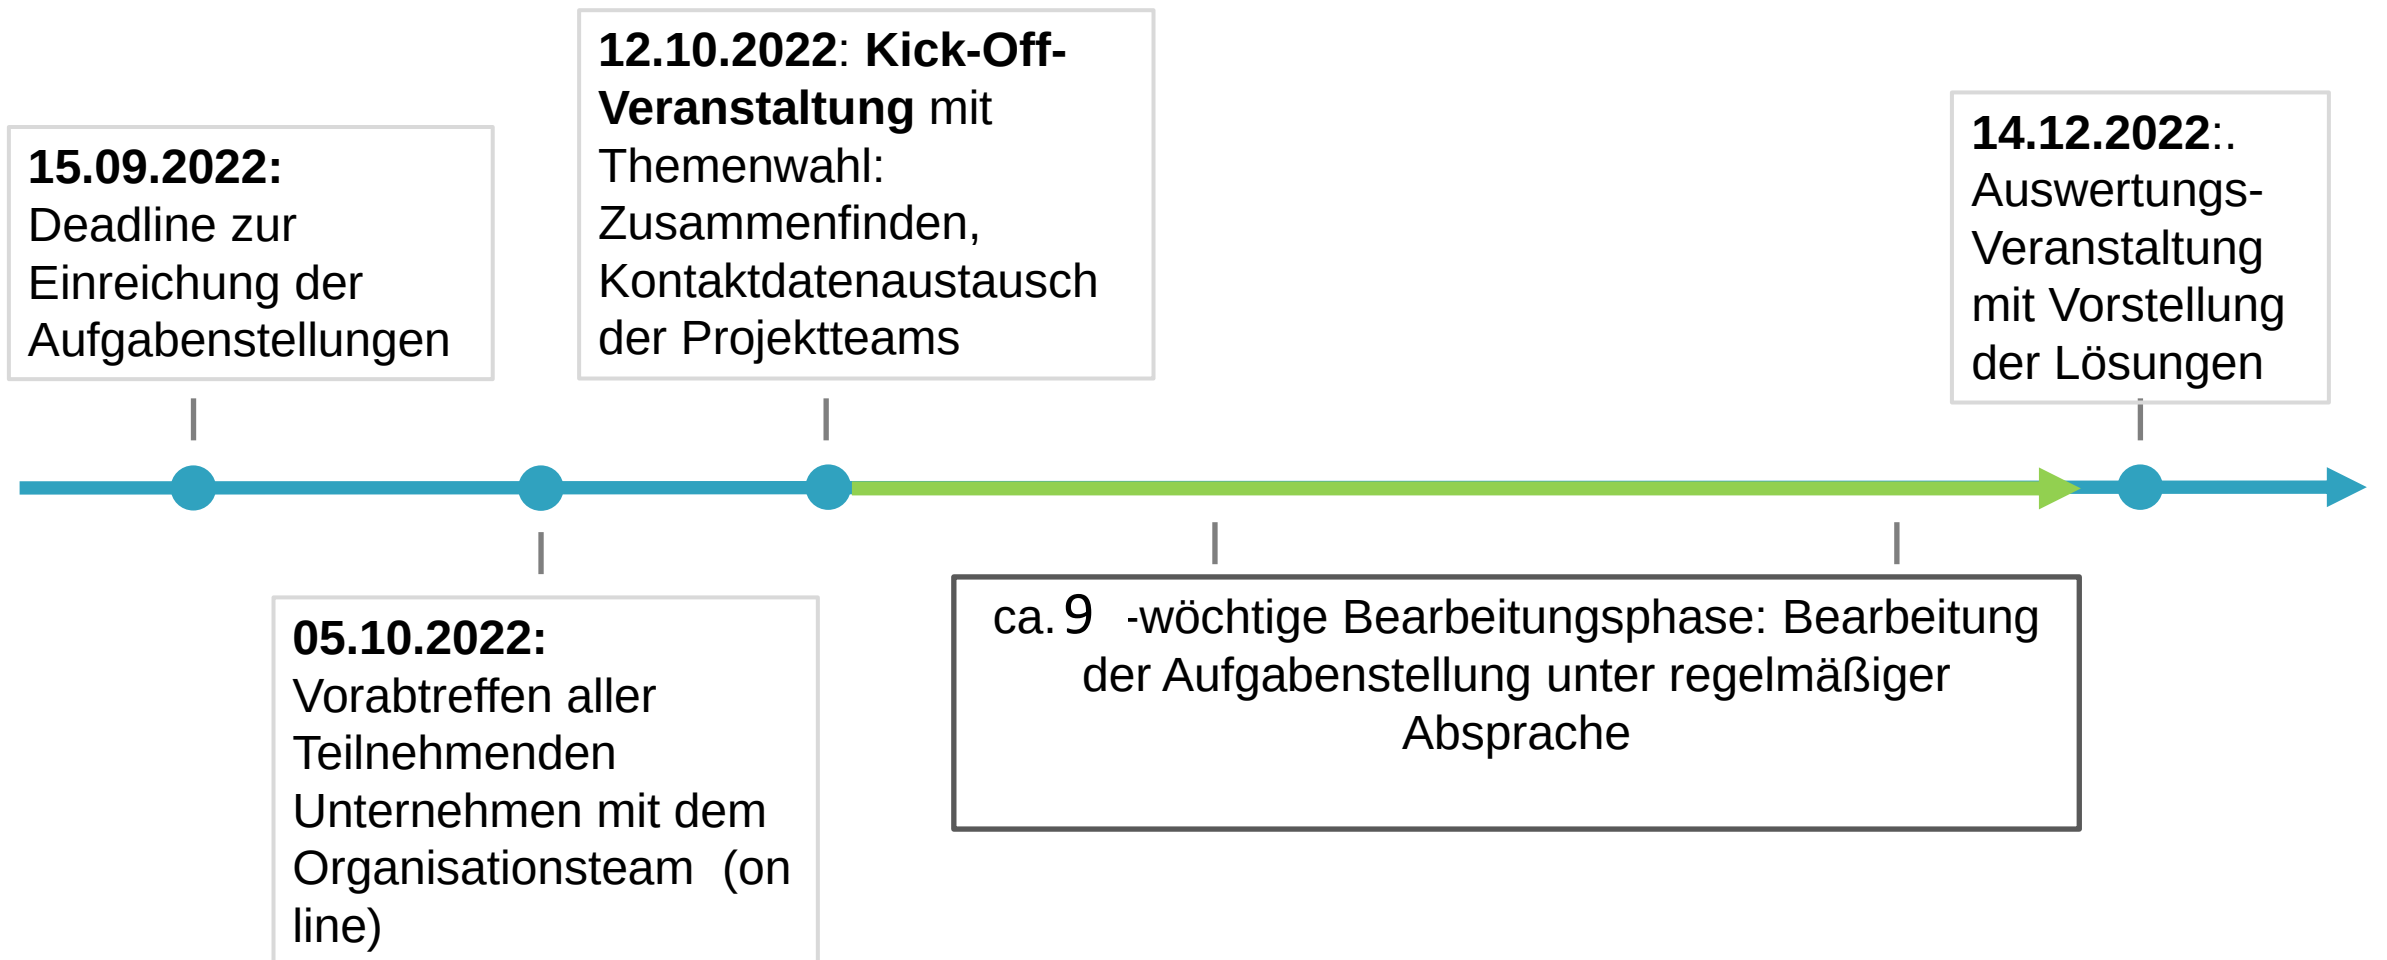 15.09.2022:
Deadline zur
Einreichung der
Aufgabenstellungen
12.10.2022: Kick-Off-
Veranstaltung mit
Themenwahl:
Zusammenfinden,
Kontaktdatenaustausch
der Projektteams
14.12.2022:.
Auswertungs-
Veranstaltung
mit Vorstellung
der Lösungen
05.10.2022:
Vorabtreffen aller
Teilnehmenden
Unternehmen mit dem
Organisationsteam (on
line)
ca. 9 -wöchtige Bearbeitungsphase: Bearbeitung
der Aufgabenstellung unter regelmäßiger
Absprache